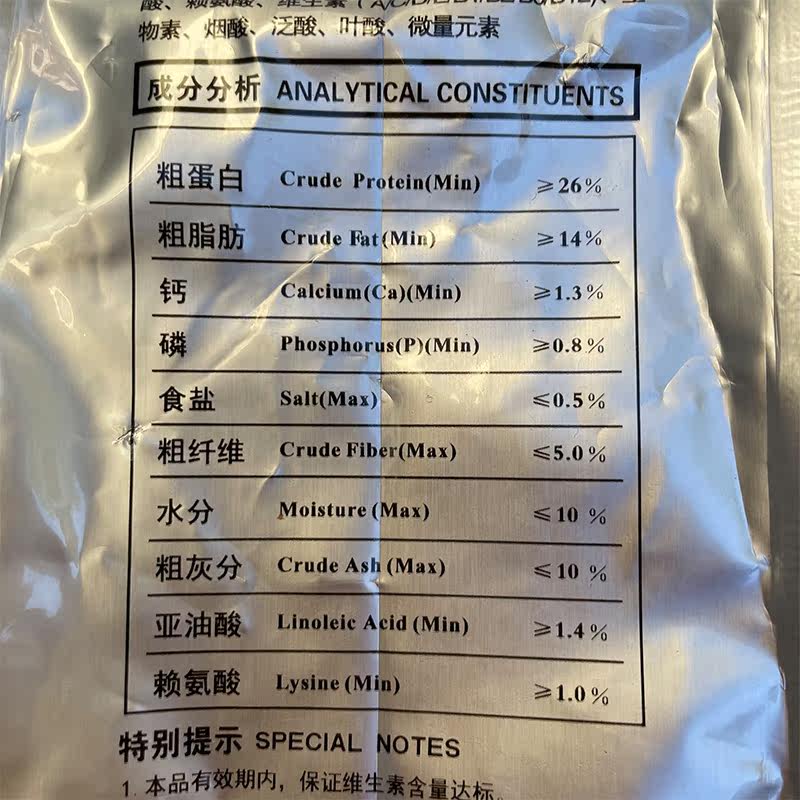 物素、烟酸、泛酸、叶酸、微量元素
成分分析 ANALYTICAL CONSTITUENTS
粗蛋白 Crude Protein(Min) ≥26%
粗脂肪 Crude Fat(Min) ≥14%
钙 Calcium(Ca)(Min) ≥1.3%
磷 Phosphorus(P)(Min) ≥0.8%
食盐 Salt(Max) ≤0.5%
粗纤维 Crude Fiber(Max) ≤5.0%
水分 Moisture (Max) ≤10 %
粗灰分 Crude Ash (Max) ≤10 %
亚油酸 Linoleic Acid (Min) ≥1.4%
赖氨酸 Lysine (Min) ≥1.0%
特别提示 SPECIAL NOTES
1. 本品有效期内，保证维生素含量达标。